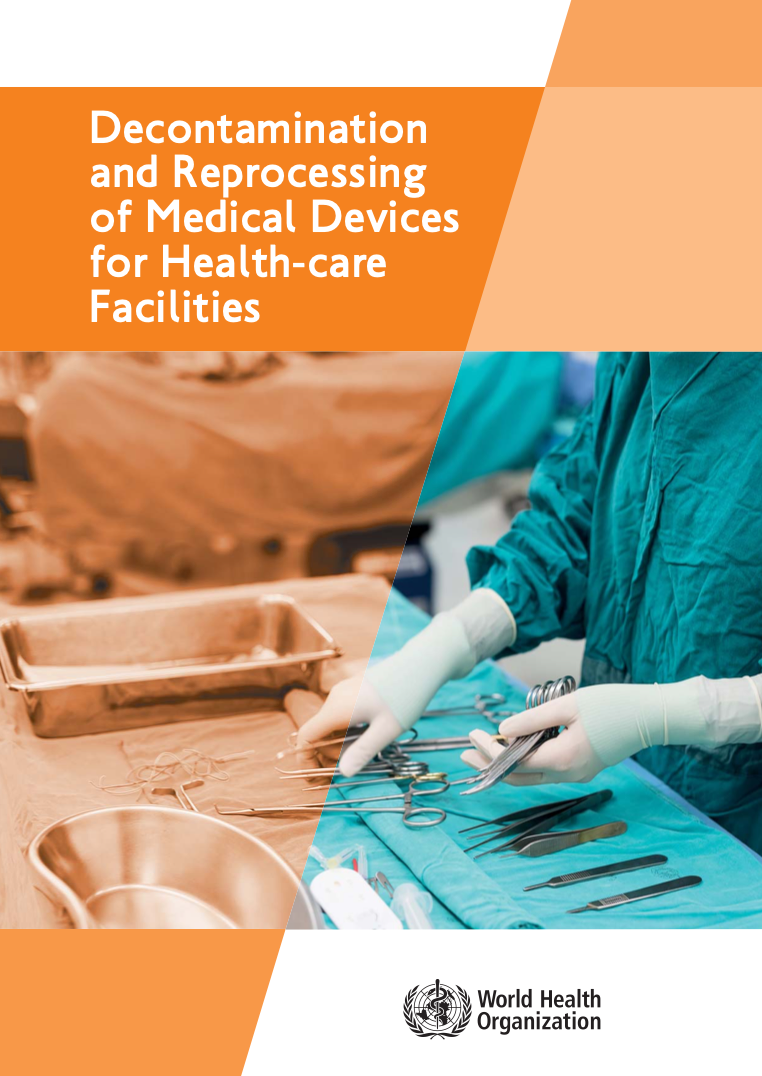 Decontamination
and Reprocessing
of Medical Devices
for Health-care
Facilities
World Health
Organization